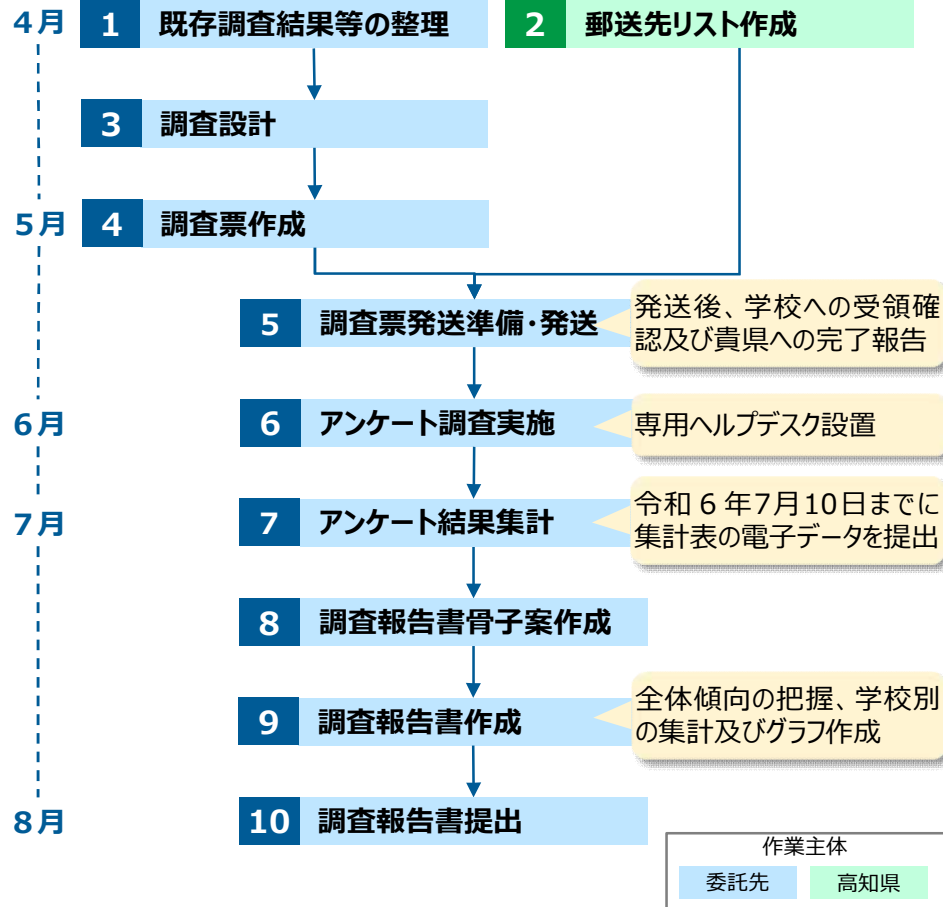 4月
1 既存調査結果等の整理
2 郵送先リスト作成
3 調査設計
5月
4 調査票作成
5 調査票発送準備・発送
発送後、学校への受領確
認及び貴県への完了報告
6月
6 アンケート調査実施
専用ヘルプデスク設置
7月
7 アンケート結果集計
令和6年7月10日までに
集計表の電子データを提出
8 調査報告書骨子案作成
9 調査報告書作成
全体傾向の把握、学校別
の集計及びグラフ作成
8月
10 調査報告書提出
作業主体
委託先 高知県